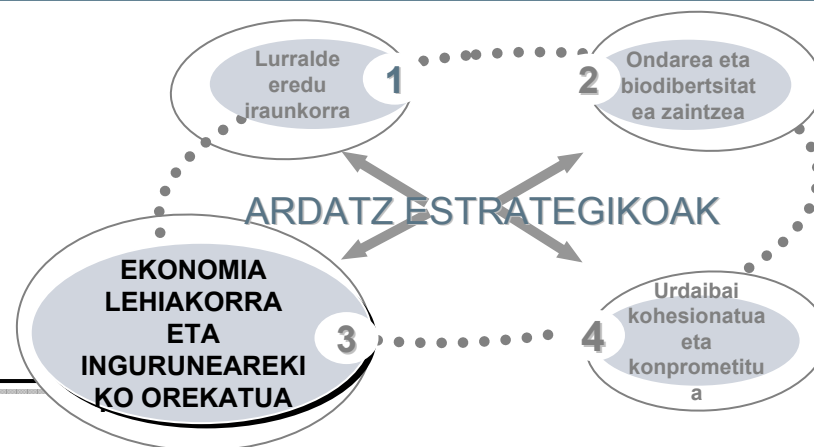 Lurralde
eredu
iraunkorra
1
2
Ondarea eta
biodibertsitat
ea zaintzea
ARDATZ ESTRATEGIKOAK
EKONOMIA
LEHIAKORRA
ETA
INGURUNEAREKI
KO OREKATUA
3
4
Urdaibai
kohesionatua
eta
konprometitu
a